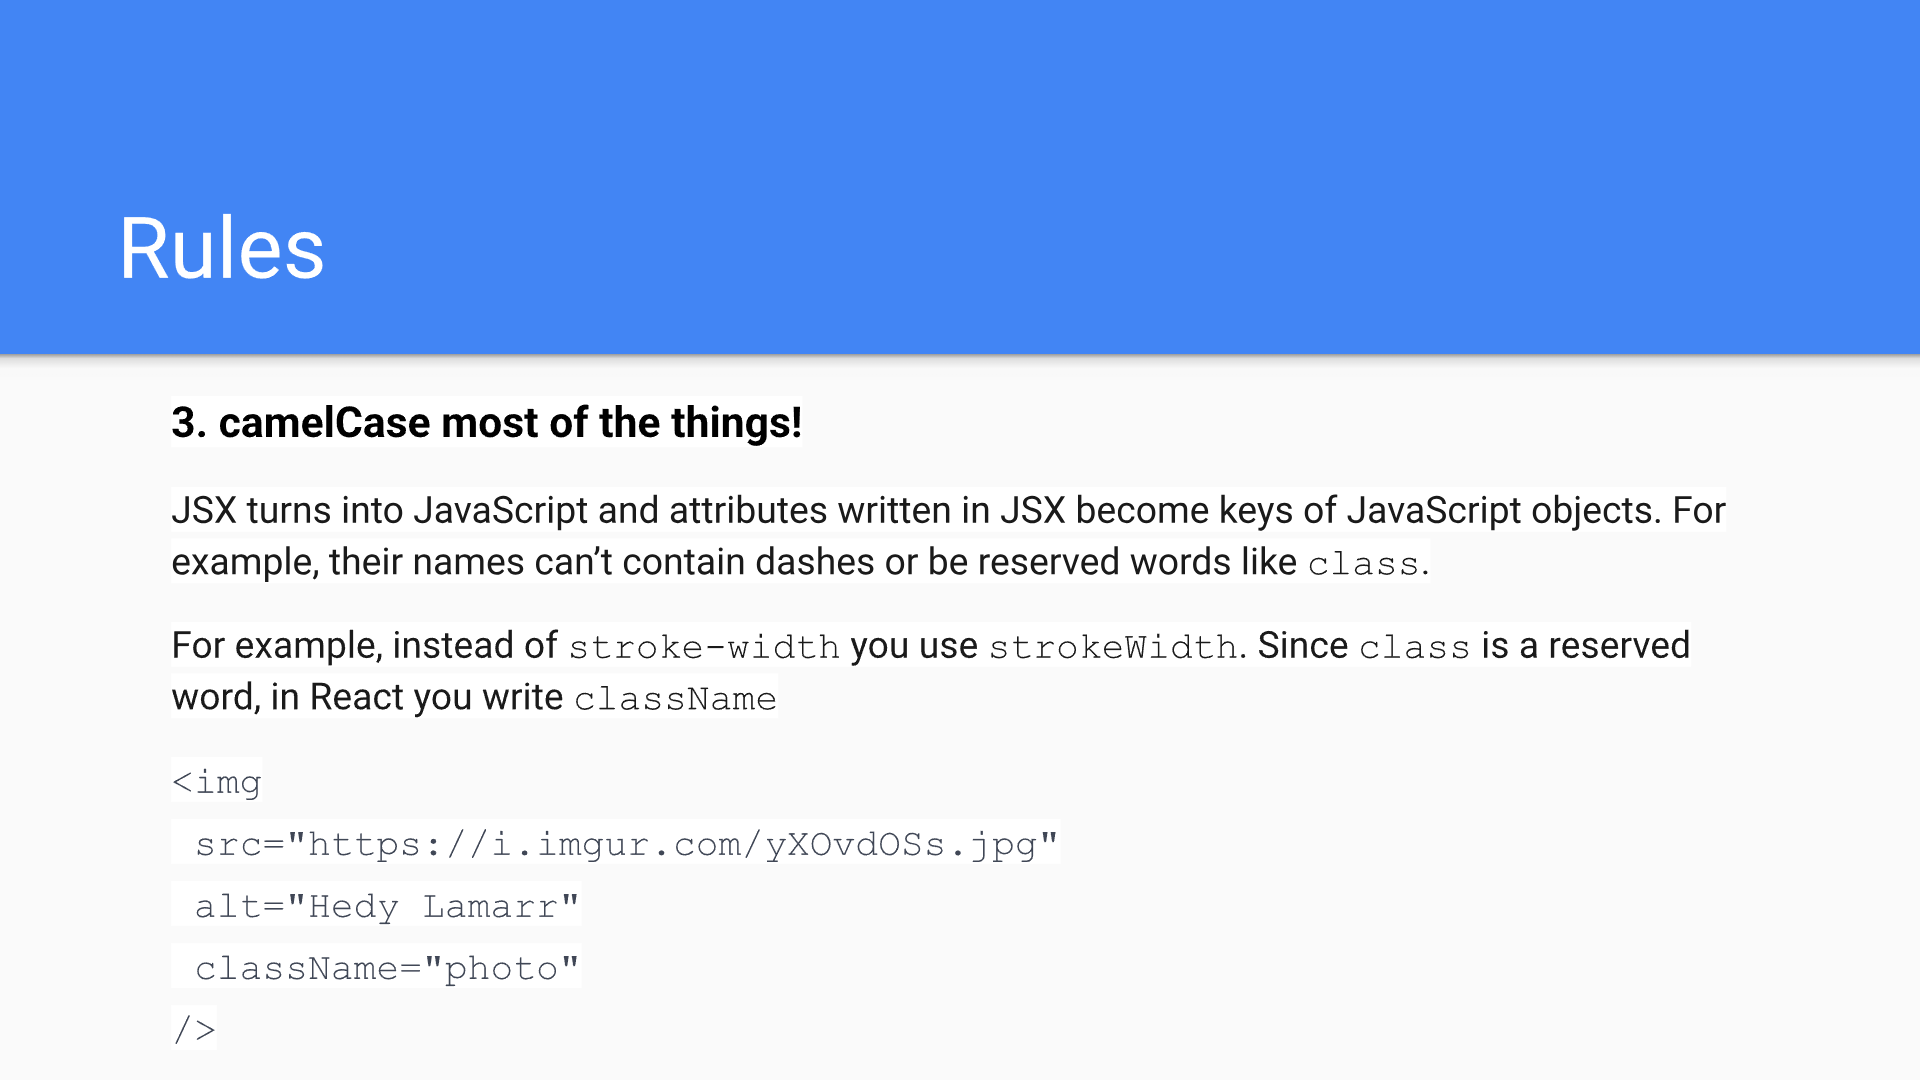 Rules
3. camelCase most of the things!
JSX turns into JavaScript and attributes written in JSX become keys of JavaScript objects. For
example, their names can’t contain dashes or be reserved words like class.
For example, instead of stroke-width you use strokeWidth. Since class is a reserved
word, in React you write className
<img
src="https://i.imgur.com/yXOvdOSs.jpg"
alt="Hedy Lamarr"
className="photo"
/>